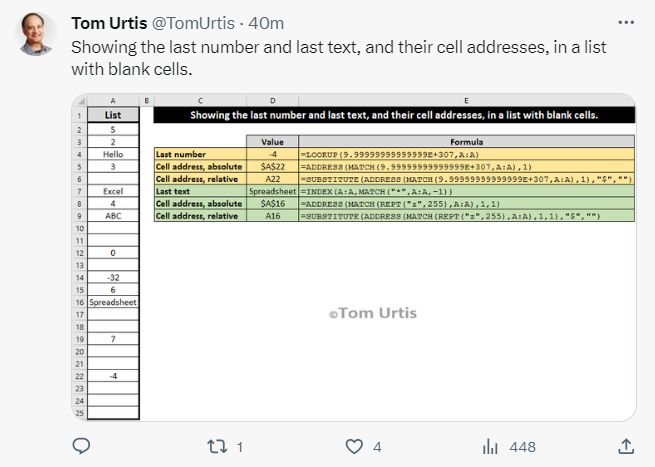 Tom Urtis @TomUrtis · 40m
Showing the last number and last text, and their cell addresses, in a list
with blank cells.
A B C D E
1 List Showing the last number and last text, and their cell addresses, in a list with blank cells.
2 5
3 2 Value Formula
4 Hello Last number -4 =LOOKUP(9.99999999999999E+307,A:A)
5 3 Cell address, absolute $A$22 =ADDRESS(MATCH(9.99999999999999E+307,A:A),1)
6 Cell address, relative A22 =SUBSTITUTE(ADDRESS(MATCH(9.99999999999999E+307,A:A),1),"$","")
7 Excel Last text Spreadsheet =INDEX(A:A,MATCH("*",A:A,-1))
8 4 Cell address, absolute $A$16 =ADDRESS(MATCH(REPT("z",255),A:A),1,1)
9 ABC Cell address, relative A16 =SUBSTITUTE(ADDRESS(MATCH(REPT("z",255),A:A),1,1),"$","")
10
11
12 0
13
14 -32
15 6
16 Spreadsheet
17 ©Tom Urtis
18
19 7
20
21
22 -4
23
24
25
1 4 448